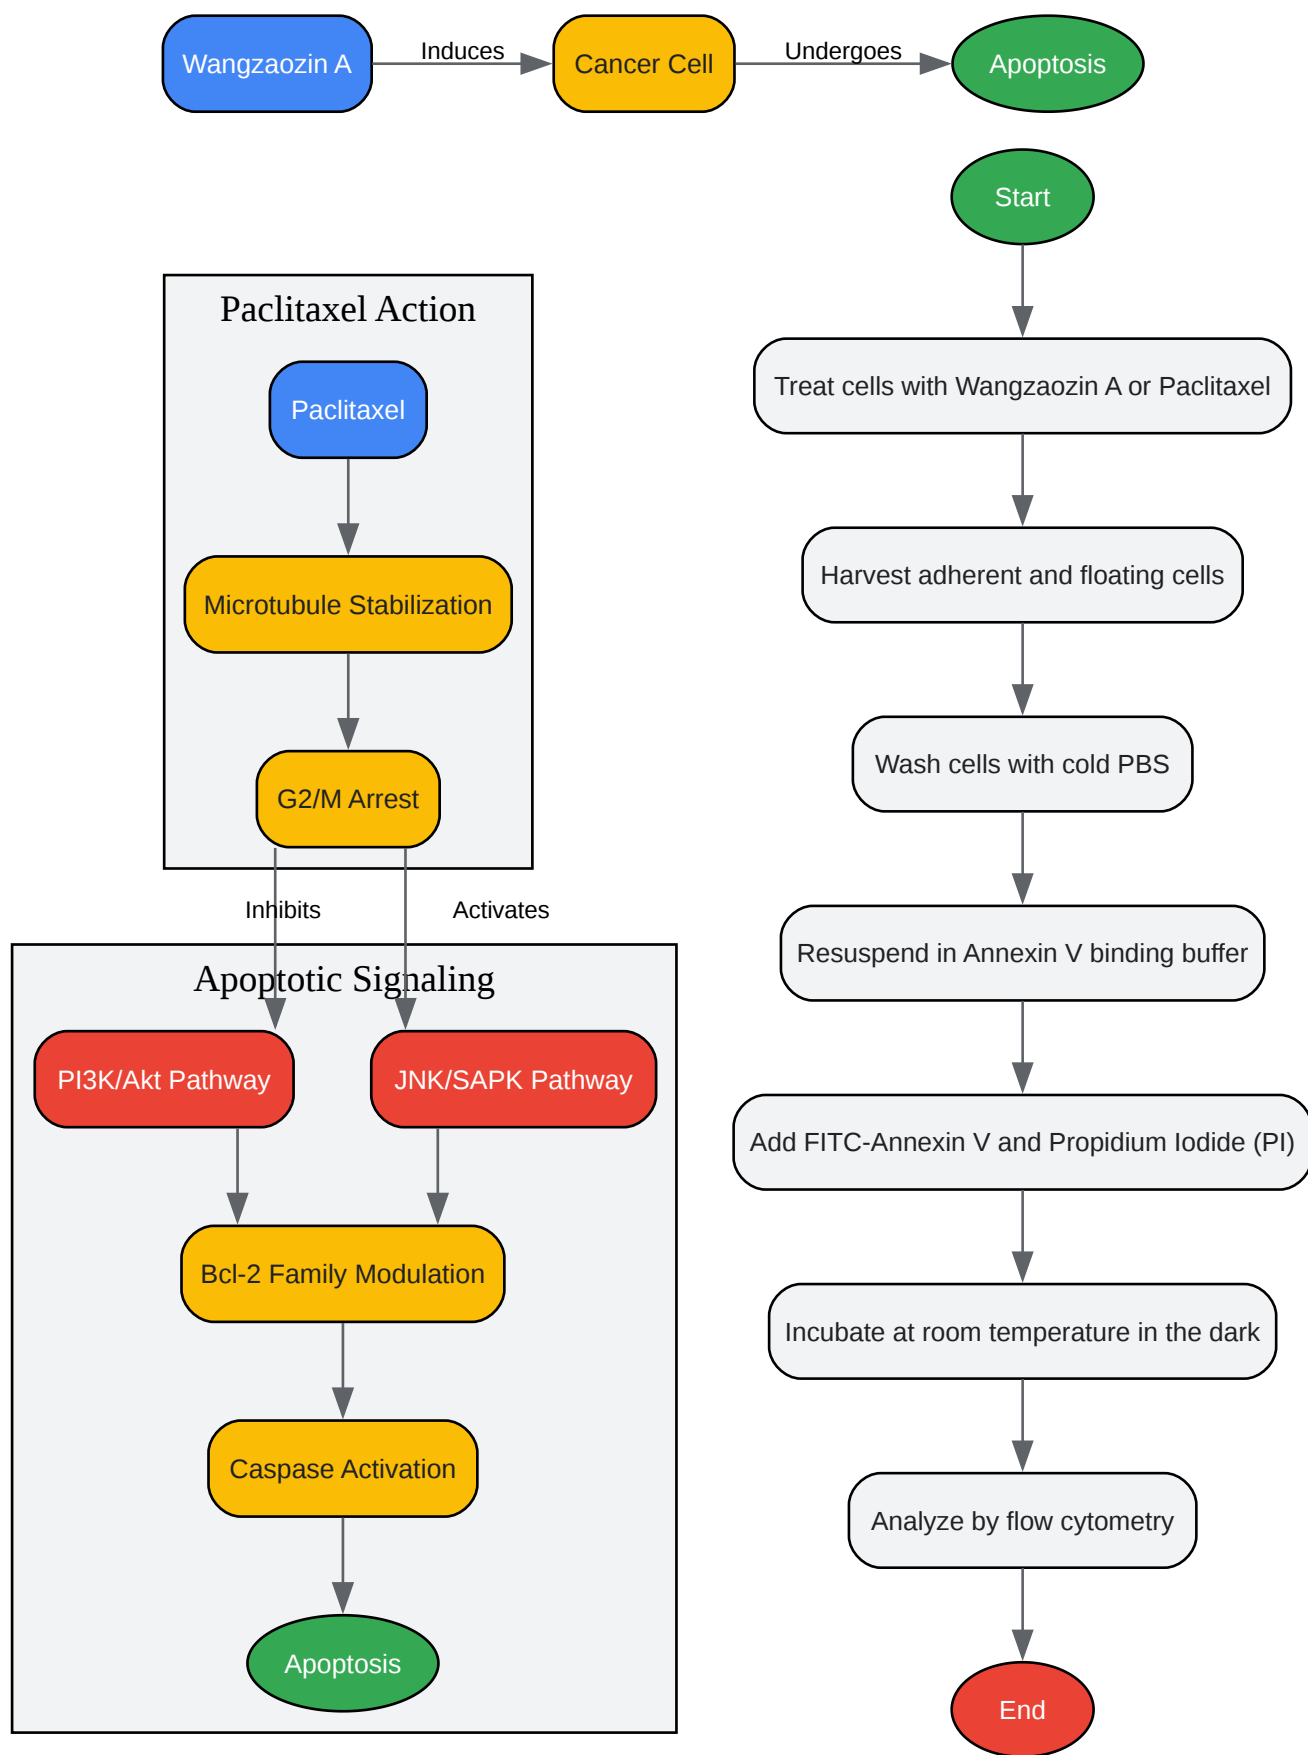 Wangzaozin A
Induces
Cancer Cell
Undergoes
Apoptosis
Paclitaxel Action
Paclitaxel
Microtubule Stabilization
G2/M Arrest
Inhibits
Activates
Apoptotic Signaling
PI3K/Akt Pathway
JNK/SAPK Pathway
Bcl-2 Family Modulation
Caspase Activation
Apoptosis
Start
Treat cells with Wangzaozin A or Paclitaxel
Harvest adherent and floating cells
Wash cells with cold PBS
Resuspend in Annexin V binding buffer
Add FITC-Annexin V and Propidium Iodide (PI)
Incubate at room temperature in the dark
Analyze by flow cytometry
End